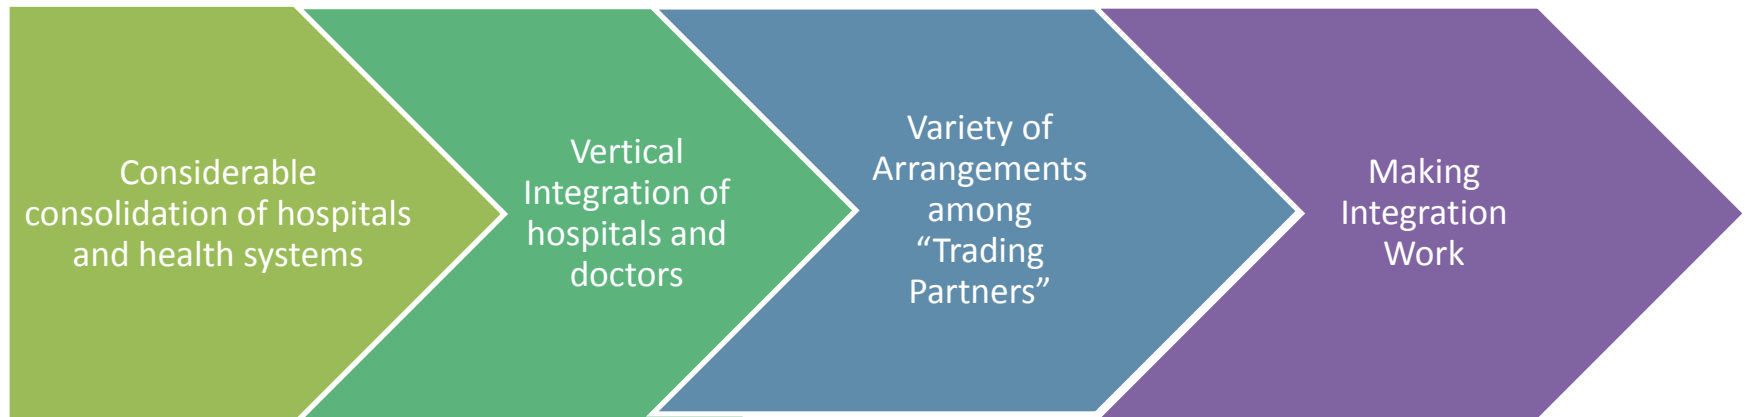 Considerable
consolidation of hospitals
and health systems
Vertical
Integration of
hospitals and
doctors
Variety of
Arrangements
among
“Trading
Partners”
Making
Integration
Work